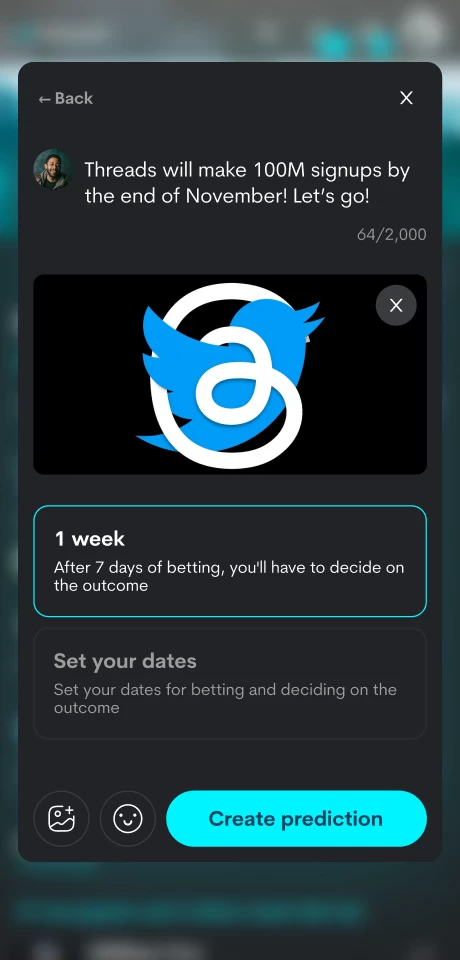 ← Back
X
Threads will make 100M signups by
the end of November! Let’s go!
64/2,000
X
1 week
After 7 days of betting, you'll have to decide on
the outcome
Set your dates
Set your dates for betting and deciding on the
outcome
Create prediction